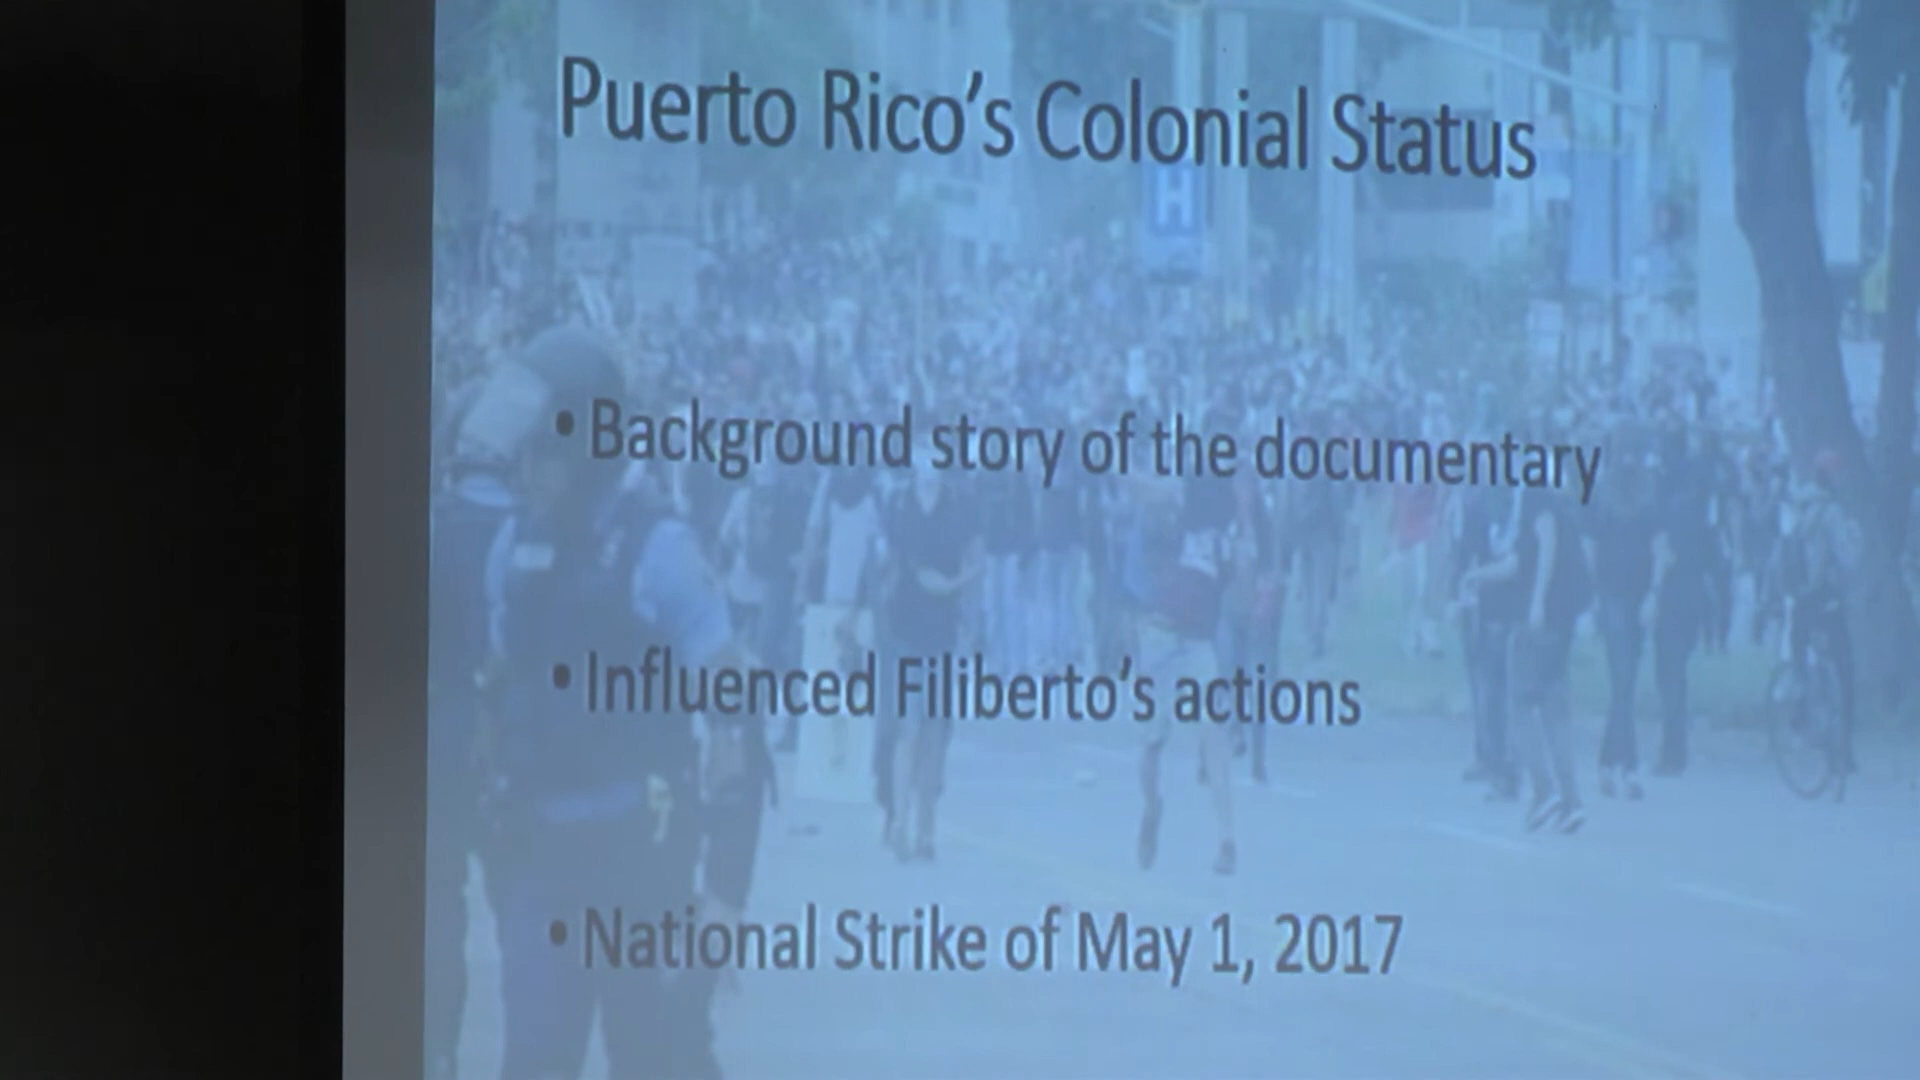 Puerto Rico's Colonial Status
H
• Background story of the documentary
• Influenced Filiberto's actions
• National Strike of May 1, 2017